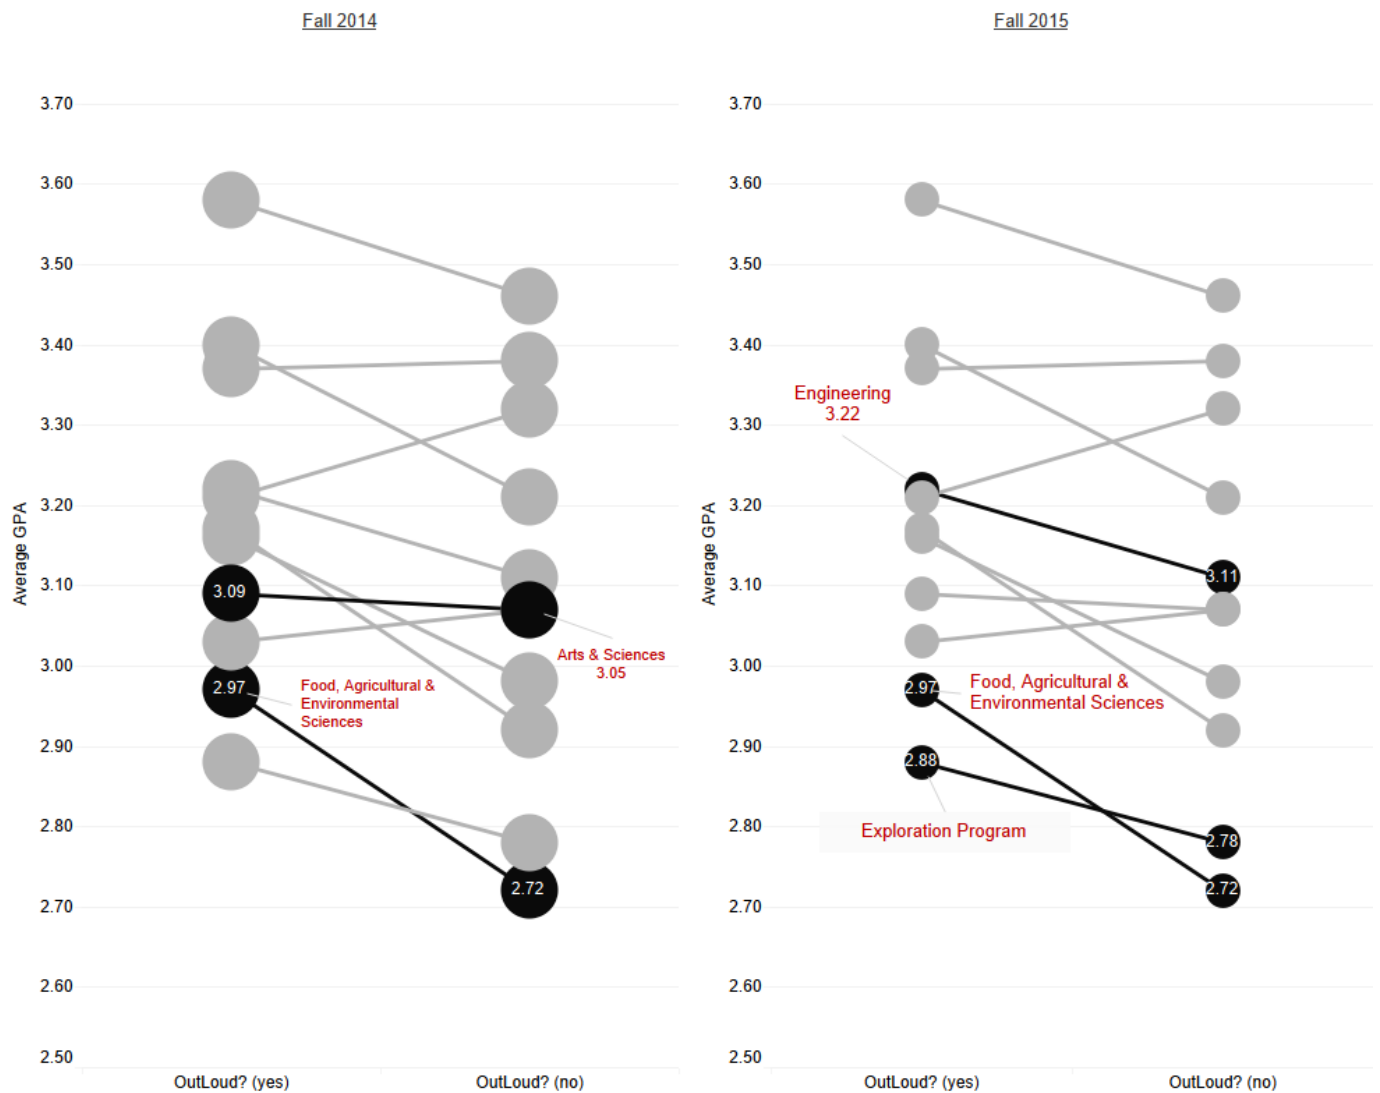 Fall 2014
3.70
3.60
3.50
3.40
3.30
3.20
3.10
3.00
2.90
2.80
2.70
2.60
2.50
Average GPA
3.09
2.97
Food, Agricultural &
Environmental
Sciences
Arts & Sciences
3.05
2.72
OutLoud? (yes)
OutLoud? (no)
Fall 2015
3.70
3.60
3.50
3.40
3.30
3.20
3.10
3.00
2.90
2.80
2.70
2.60
2.50
Average GPA
Engineering
3.22
3.11
2.97
Food, Agricultural &
Environmental Sciences
2.88
Exploration Program
2.78
2.72
OutLoud? (yes)
OutLoud? (no)